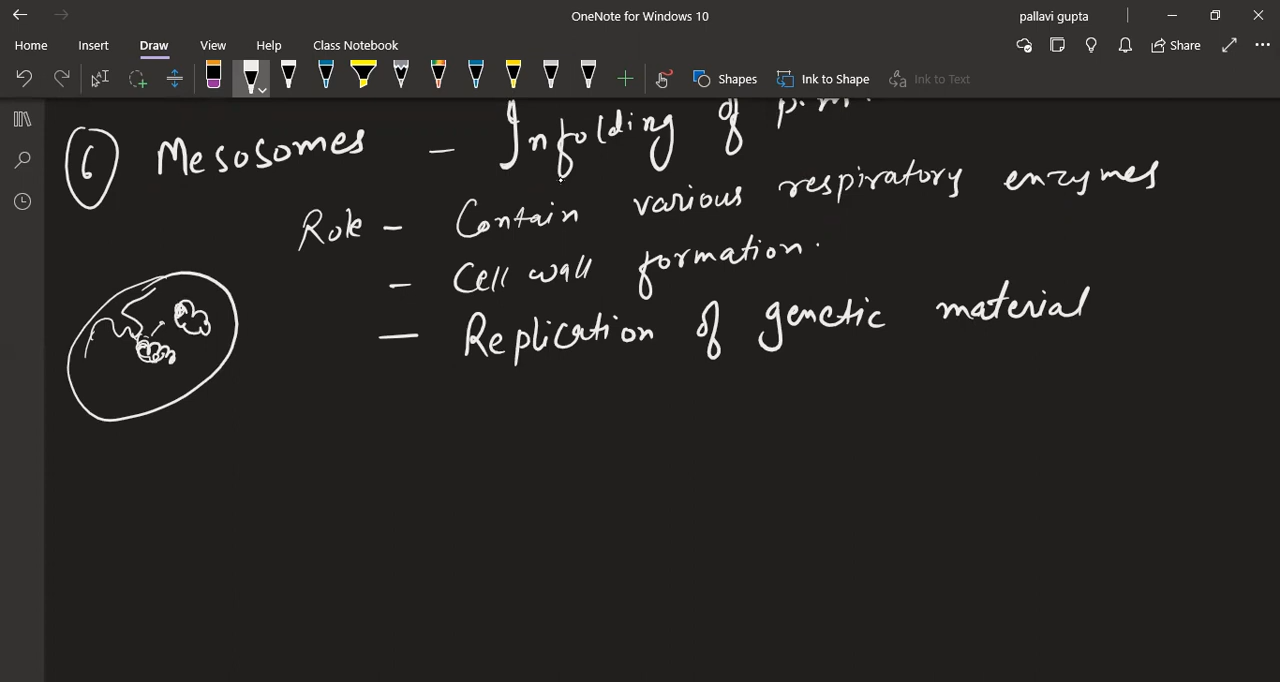 OneNote for Windows 10
pallavi gupta
Home Insert Draw View Help Class Notebook
Share
Shapes Ink to Shape Ink to Text
6 Mesosomes - Infolding of p.m.
Role - Contain various respiratory enzymes
- Cell wall formation.
- Replication of genetic material